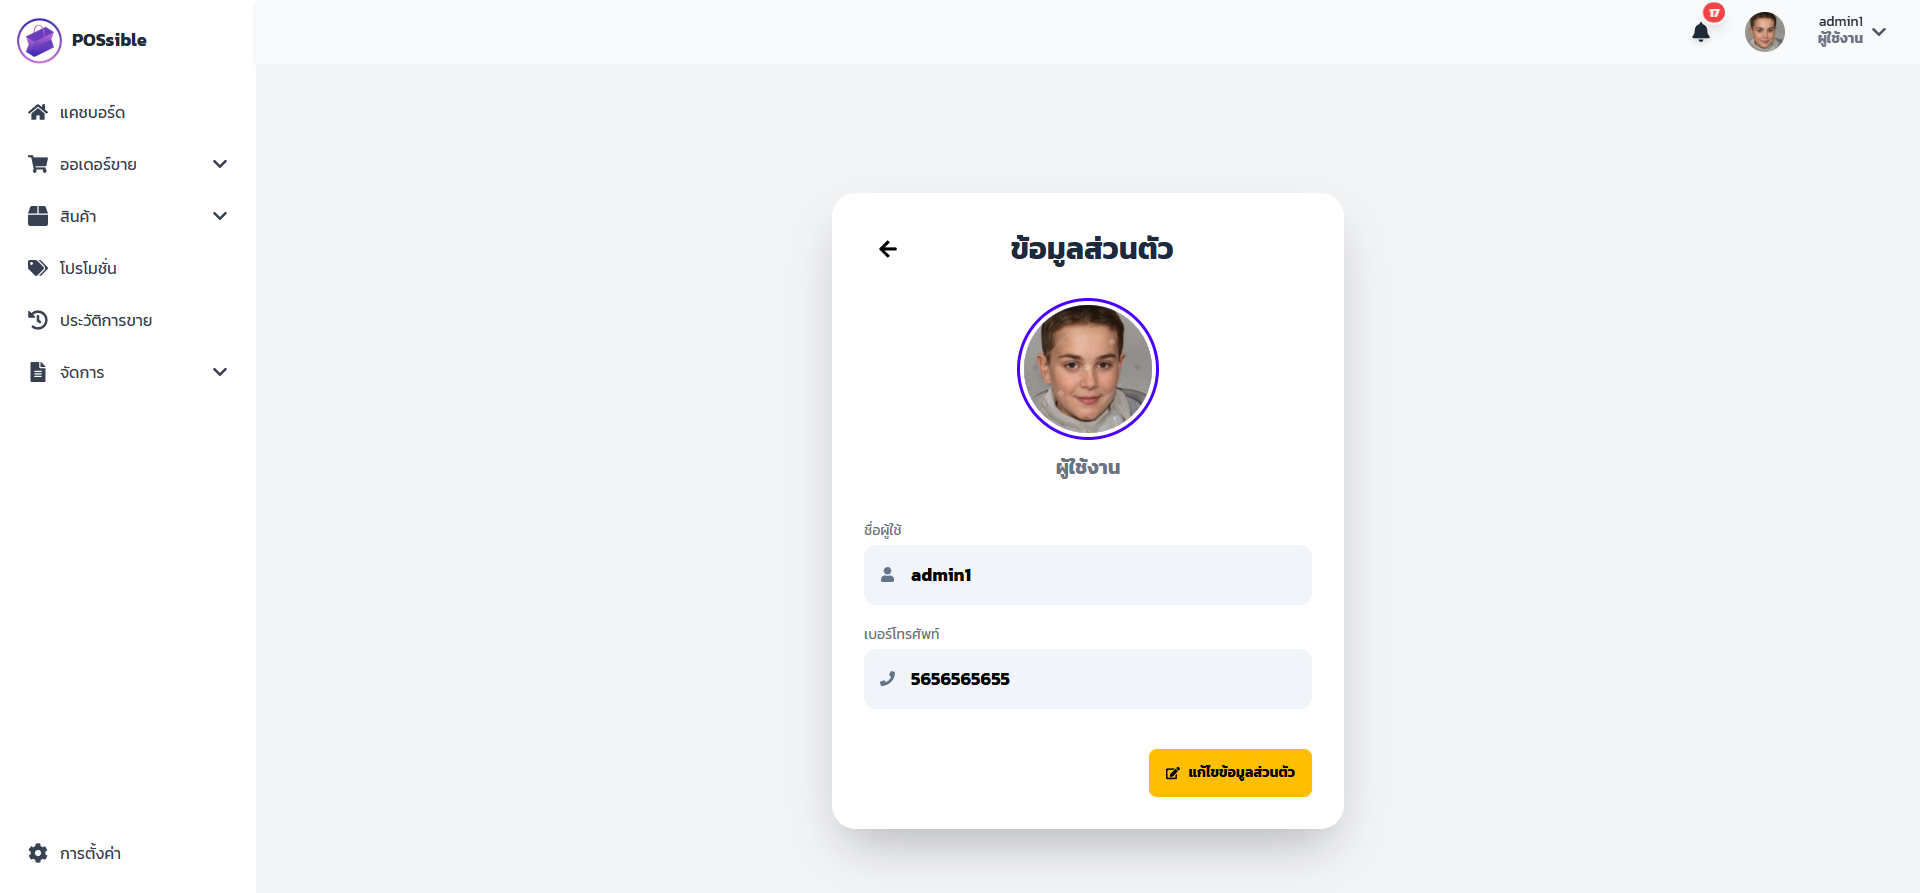 POSsible
แคชบอร์ด
ออเดอร์ขาย
สินค้า
โปรโมชั่น
ประวัติการขาย
จัดการ
การตั้งค่า
17
admin1
ผู้ใช้งาน
ข้อมูลส่วนตัว
ผู้ใช้งาน
ชื่อผู้ใช้
admin1
เบอร์โทรศัพท์
5656565655
แก้ไขข้อมูลส่วนตัว